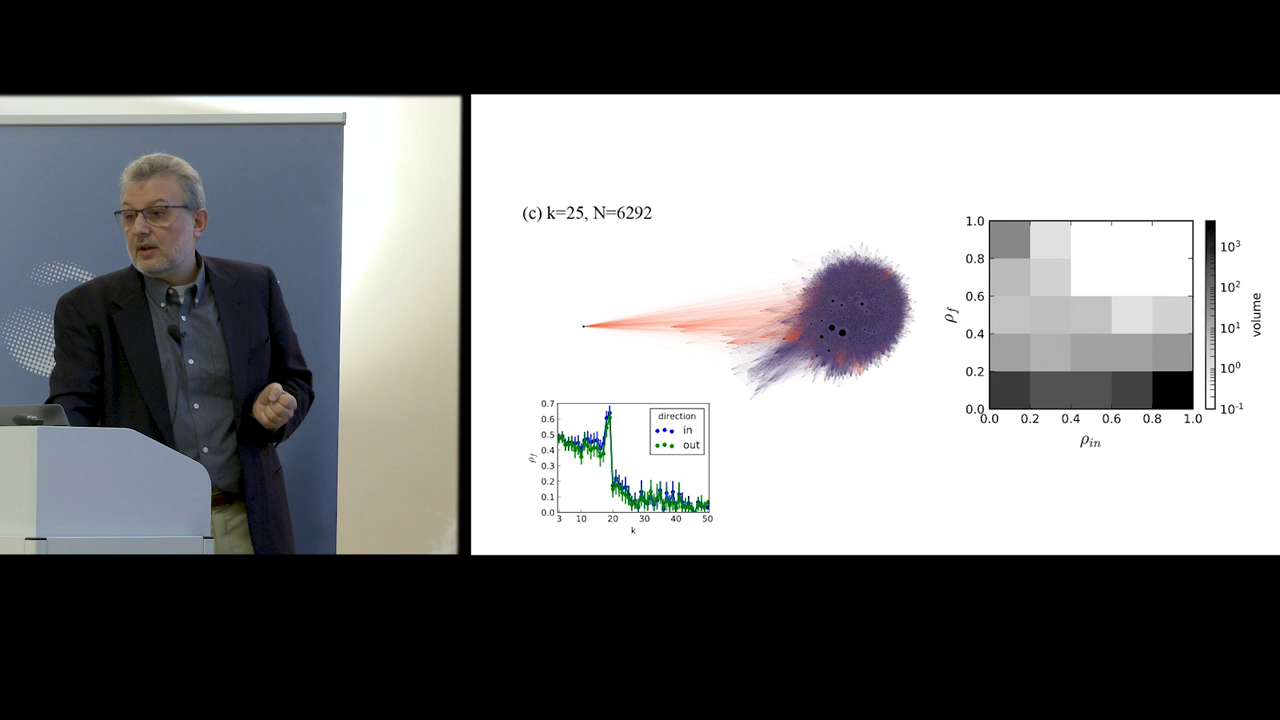 (c) k=25, N=6292
0.7
0.6
0.5
0.4
0.3
0.2
0.1
0.0
ρf
direction
in
out
3 10 20 30 40 50
k
1.0
0.8
0.6
0.4
0.2
0.0
ρf
0.0 0.2 0.4 0.6 0.8 1.0
ρin
10³
10²
10¹
10⁰
10⁻¹
volume